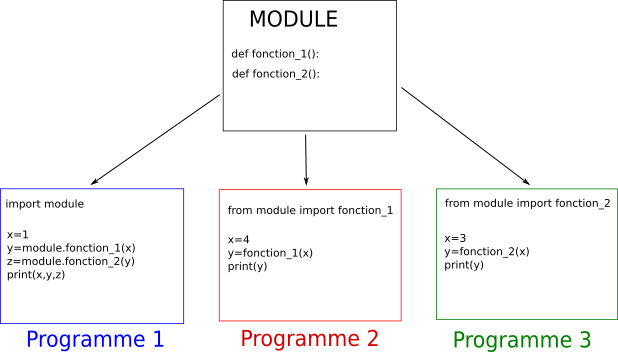 MODULE
def fonction_1():
def fonction_2():
import module
x=1
y=module.fonction_1(x)
z=module.fonction_2(y)
print(x,y,z)
Programme 1
from module import fonction_1
x=4
y=fonction_1(x)
print(y)
Programme 2
from module import fonction_2
x=3
y=fonction_2(x)
print(y)
Programme 3